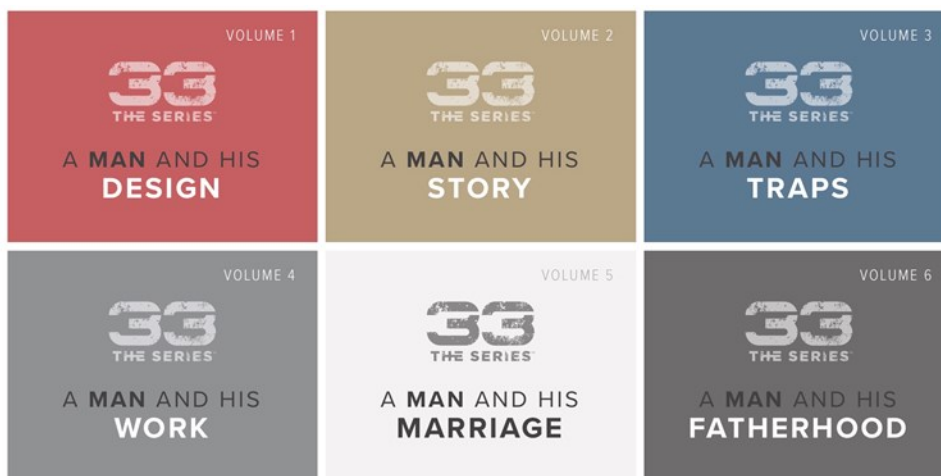 VOLUME 1
33
THE SERIES
A MAN AND HIS
DESIGN
VOLUME 2
33
THE SERIES
A MAN AND HIS
STORY
VOLUME 3
33
THE SERIES
A MAN AND HIS
TRAPS
VOLUME 4
33
THE SERIES
A MAN AND HIS
WORK
VOLUME 5
33
THE SERIES
A MAN AND HIS
MARRIAGE
VOLUME 6
33
THE SERIES
A MAN AND HIS
FATHERHOOD